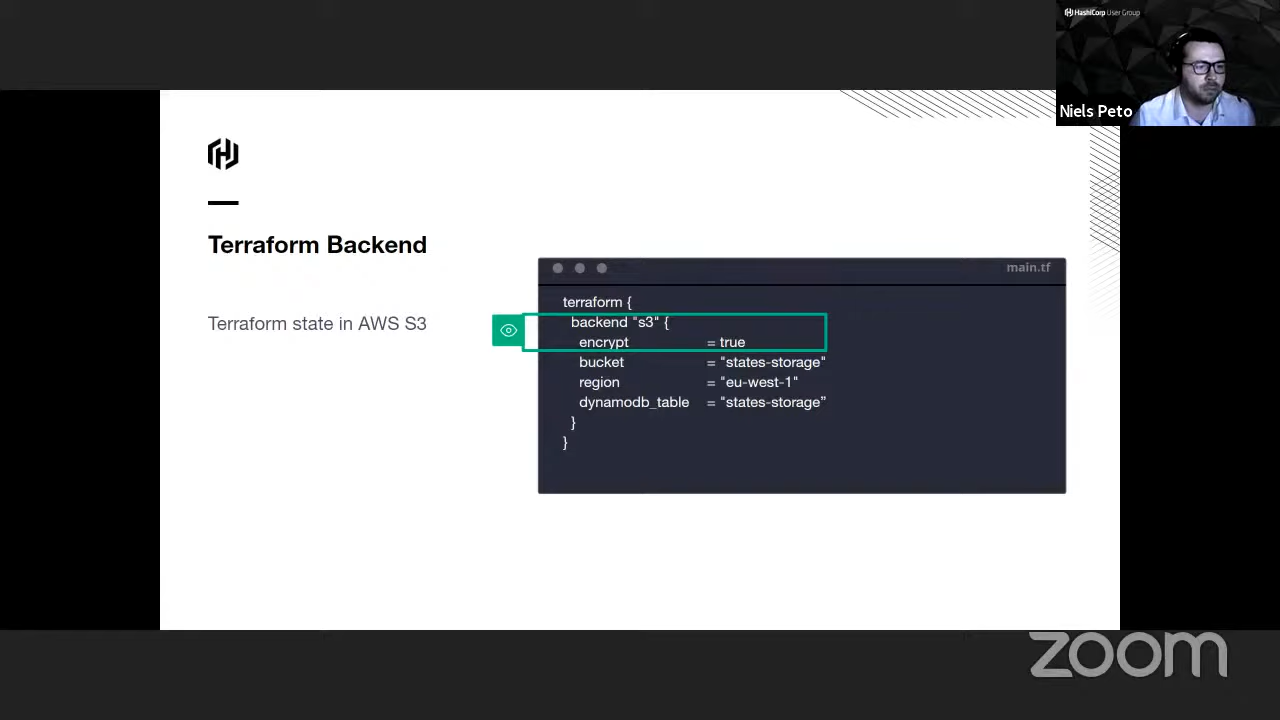 HashiCorp User Group
Niels Peto
Terraform Backend
Terraform state in AWS S3
main.tf
terraform {
backend "s3" {
encrypt = true
bucket = "states-storage"
region = "eu-west-1"
dynamodb_table = "states-storage”
}
}
zoom